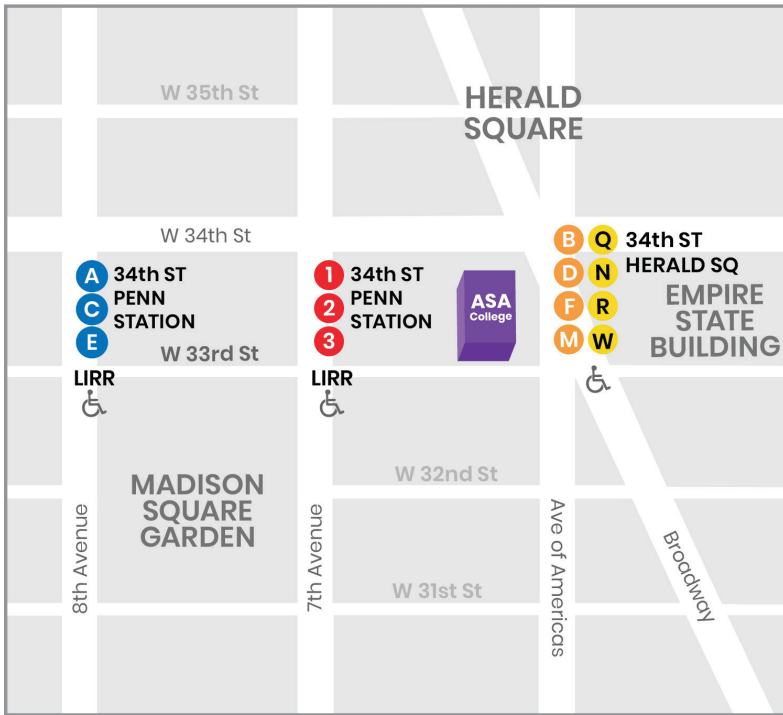 W 35th St
HERALD
SQUARE
W 34th St
A
C
E
34th ST
PENN
STATION
1
2
3
34th ST
PENN
STATION
ASA
College
B Q
D N
F R
M W
34th ST
HERALD SQ
EMPIRE
STATE
BUILDING
W 33rd St
LIRR
LIRR
MADISON
SQUARE
GARDEN
W 32nd St
W 31st St
8th Avenue
7th Avenue
Ave of Americas
Broadway